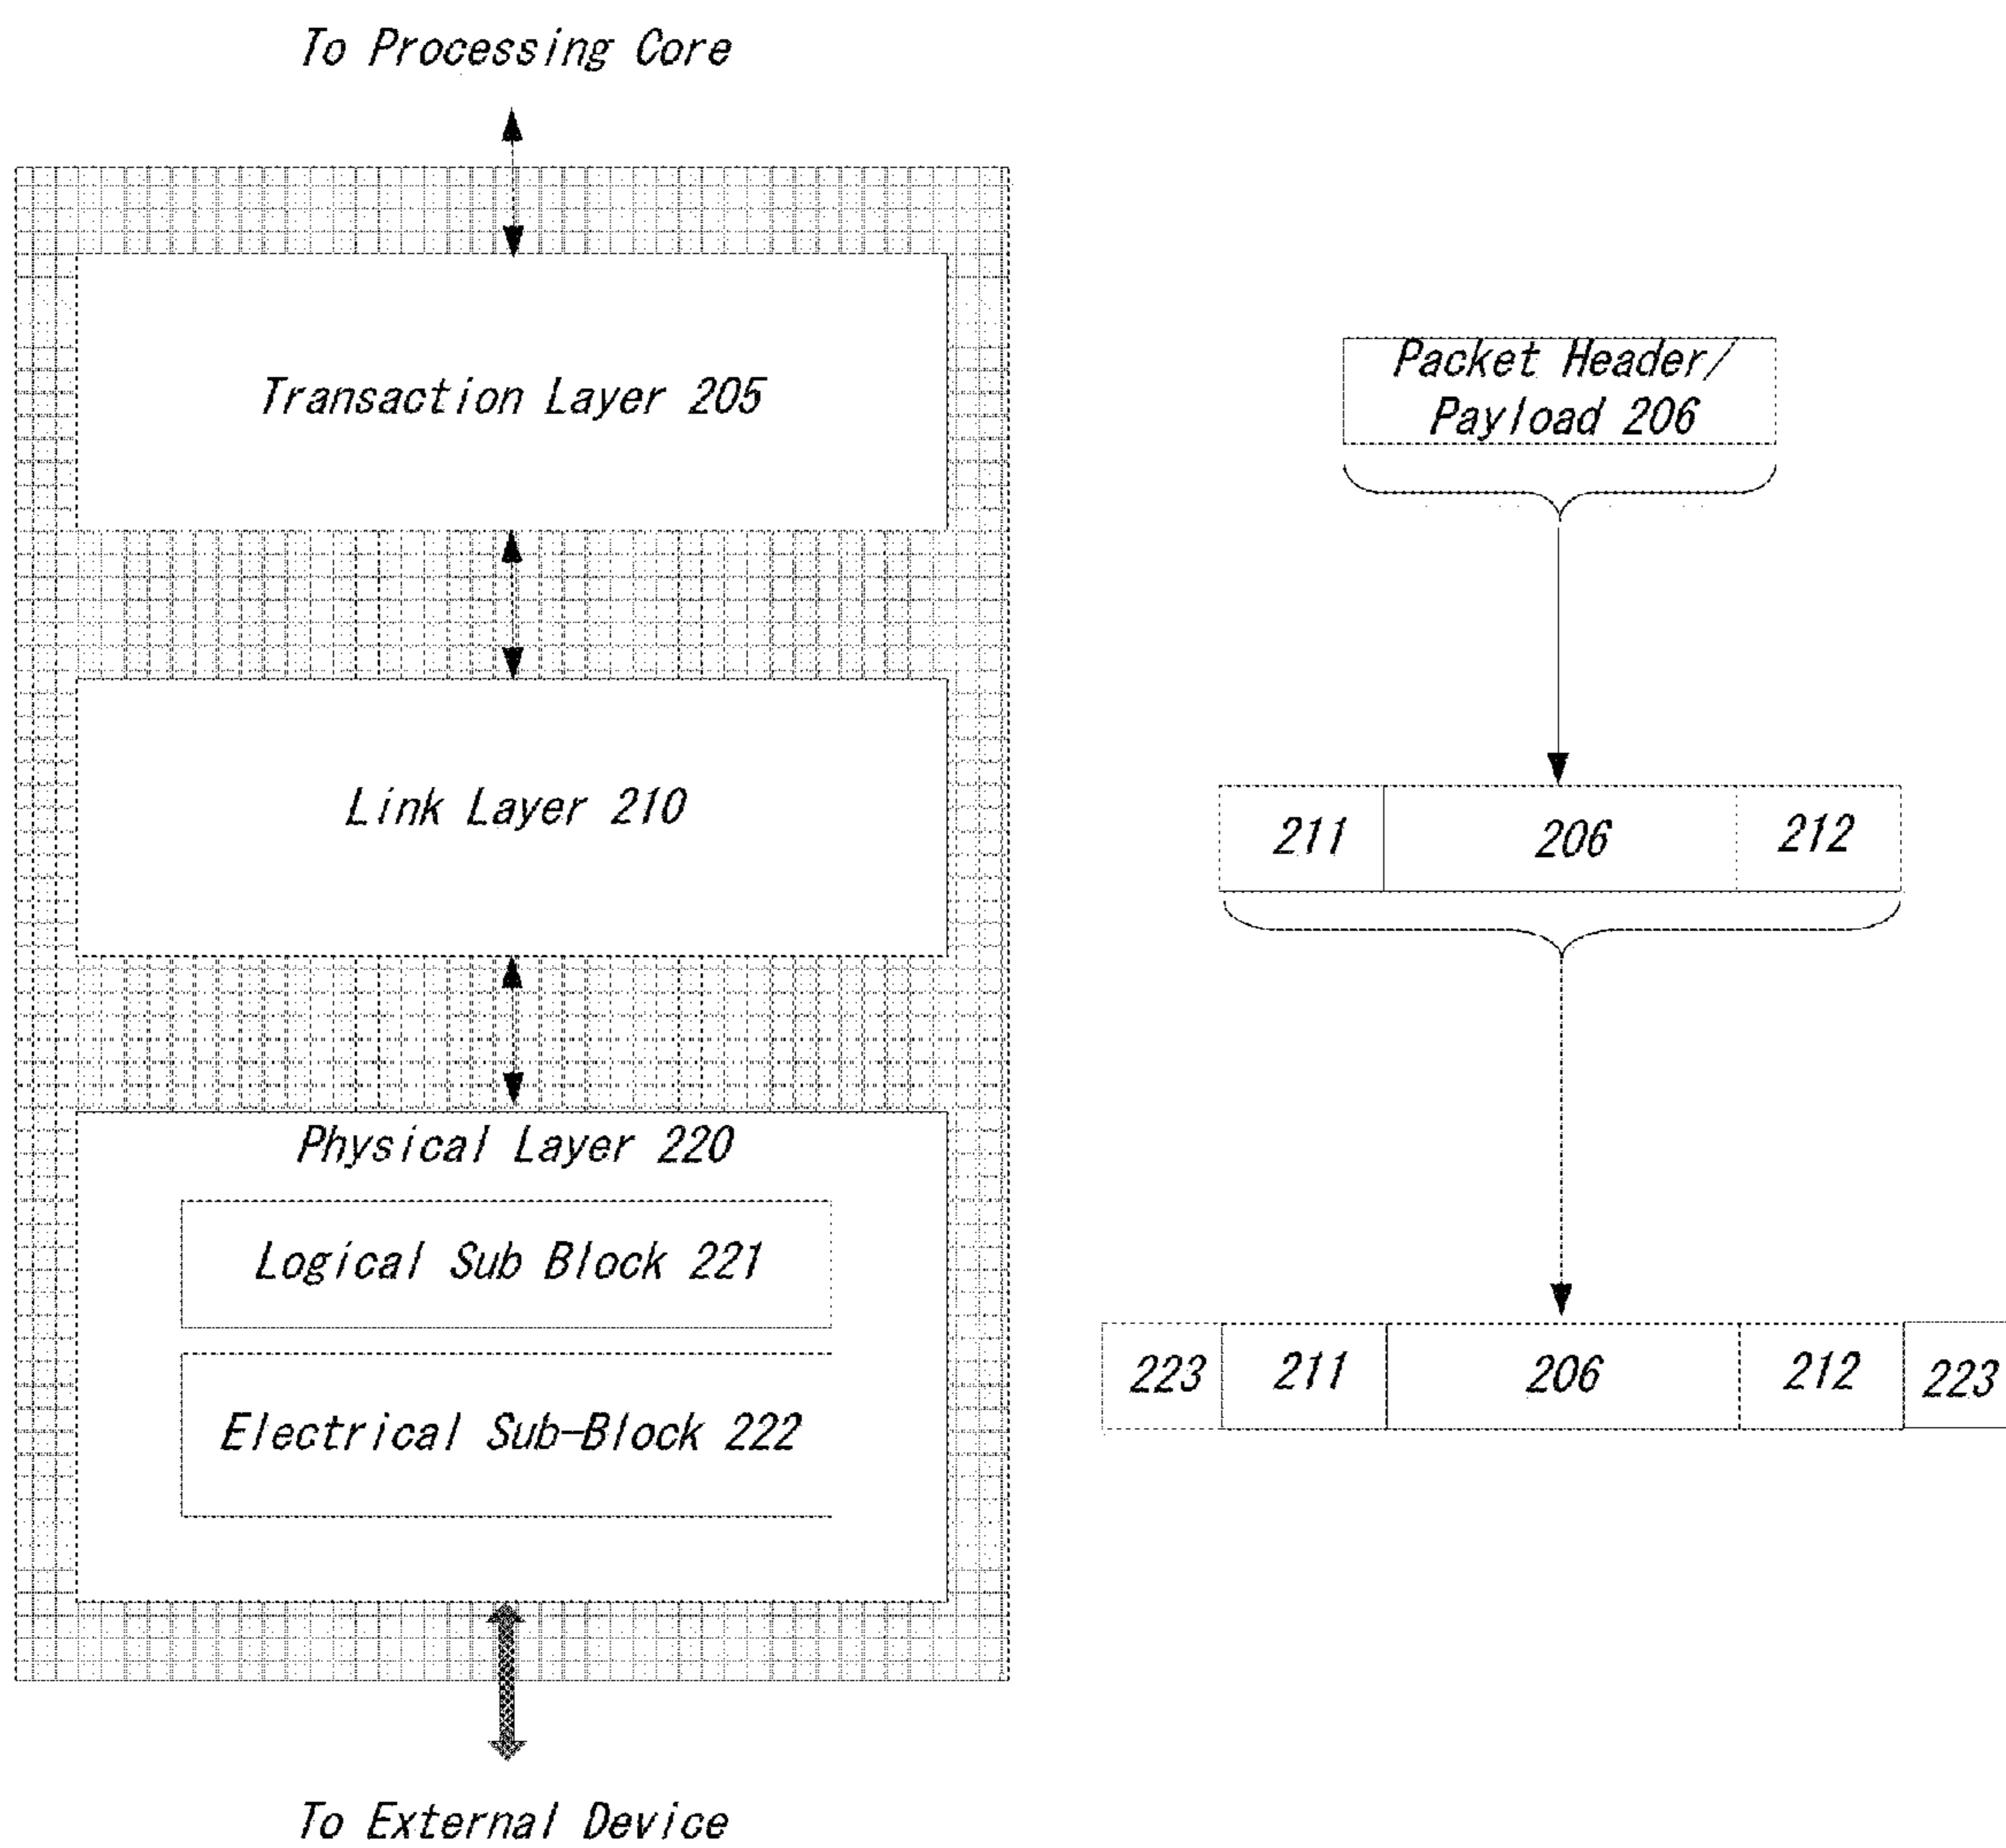 To Processing Core
Transaction Layer 205
Packet Header/
Payload 206
Link Layer 210
211 206 212
Physical Layer 220
Logical Sub Block 221
Electrical Sub-Block 222
223 211 206 212 223
To External Device